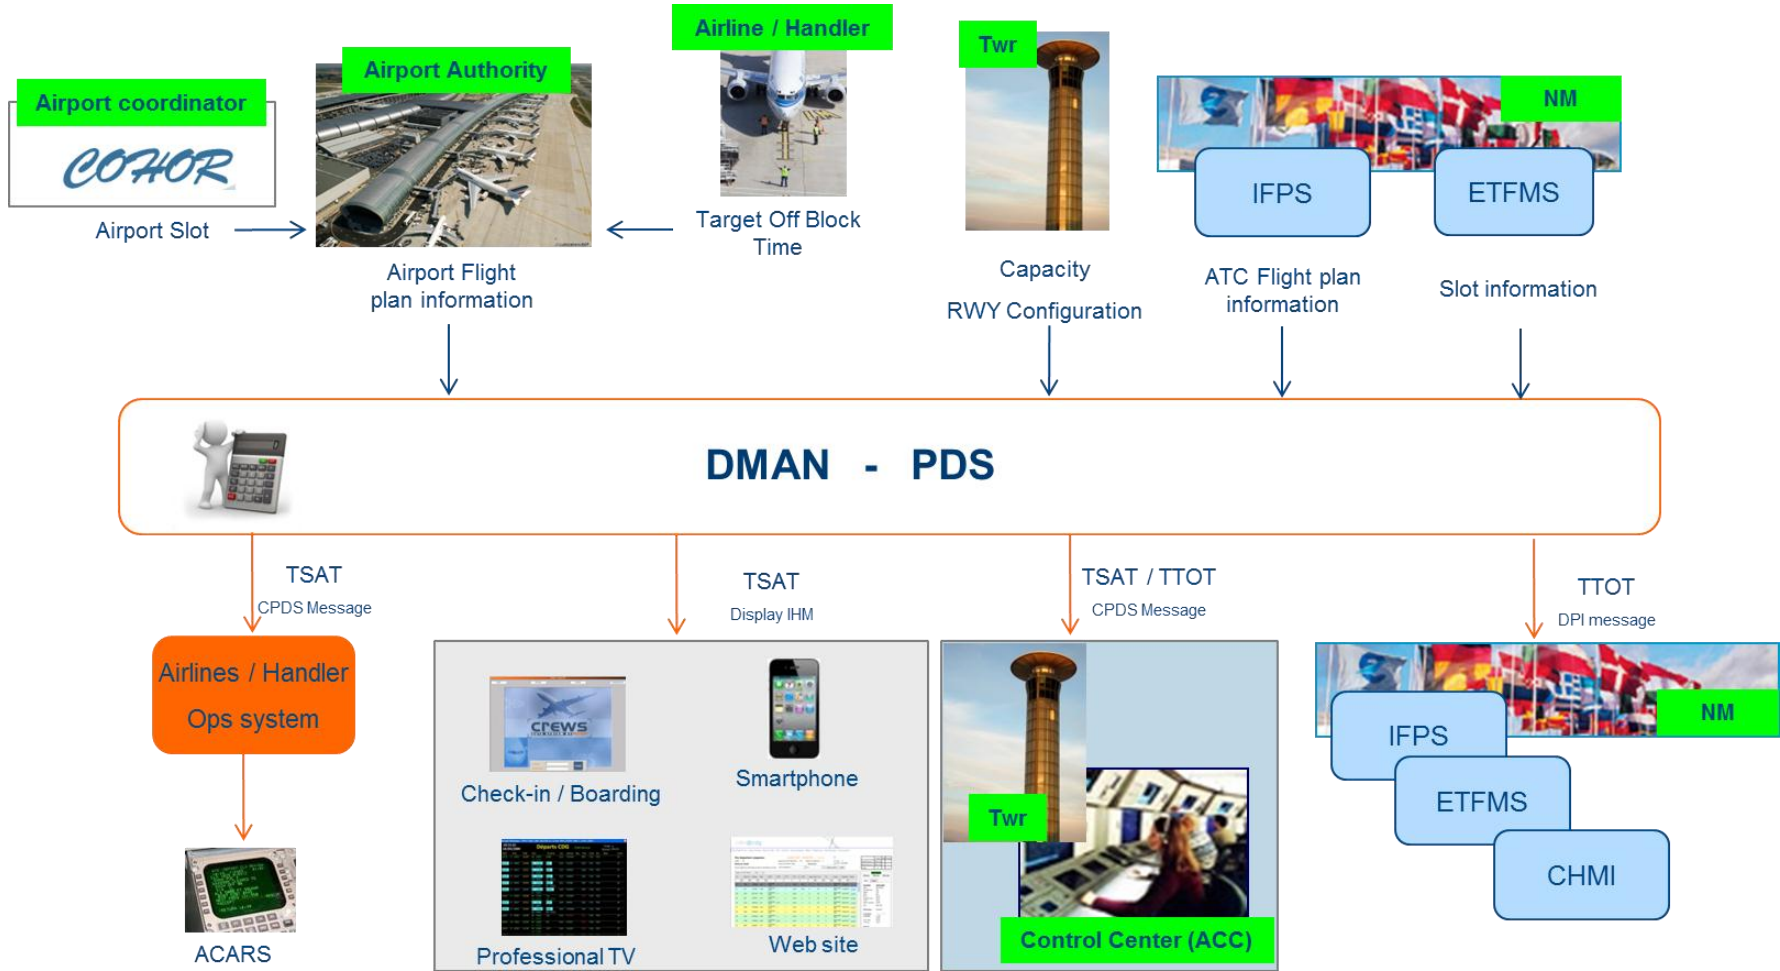 Airline / Handler
Twr
Airport Authority
Airport coordinator
NM
COHOR
IFPS
ETFMS
Airport Slot
Target Off Block
Time
Airport Flight
plan information
Capacity
RWY Configuration
ATC Flight plan
information
Slot information
DMAN - PDS
TSAT
CPDS Message
TSAT
Display IHM
TSAT / TTOT
CPDS Message
TTOT
DPI message
Airlines / Handler
Ops system
crews
Check-in / Boarding
Smartphone
Départs CDG
Professional TV
Web site
ACARS
Twr
Control Center (ACC)
NM
IFPS
ETFMS
CHMI